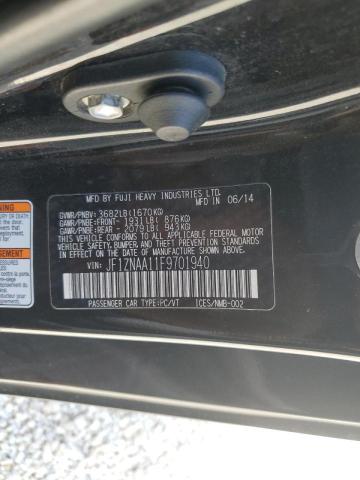 MFD BY FUJI HEAVY INDUSTRIES LTD.
IN 06/14
GVWR/PNBV: 3682LB(1670KG)
GAWR/PNBE:FRONT- 1931LB( 876KG)
GAWR/PNBE:REAR - 2079LB( 943KG)
THIS VEHICLE CONFORMS TO ALL APPLICABLE FEDERAL MOTOR VEHICLE
SAFETY, BUMPER, AND THEFT PREVENTION STANDARDS
IN EFFECT ON THE DATE OF MANUFACTURE SHOWN ABOVE.
VIN: JF1ZNAA11F9701940
PASSENGER CAR TYPE:PC/VT ICES/NMB-002